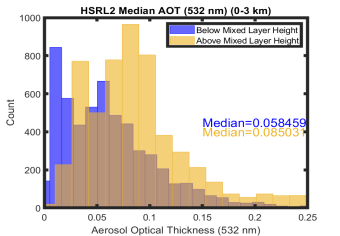 HSRL2 Median AOT (532 nm) (0-3 km)
1000
Below Mixed Layer Height
Above Mixed Layer Height
800
600
Median=0.058459
400
Median=0.085031
200
0
Count
0 0.05 0.1 0.15 0.2 0.25
Aerosol Optical Thickness (532 nm)